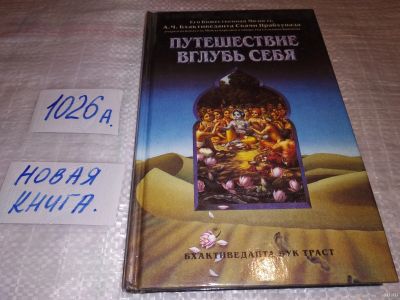 Его Божественная Милость
А.Ч. Бхактиведанта Свами Прабхупада
ПУТЕШЕСТВИЕ
ВГЛУБЬ СЕБЯ
БХАКТИВЕДАНТА БУК ТРАСТ
1026 А.
НОВАЯ
КНИГА.